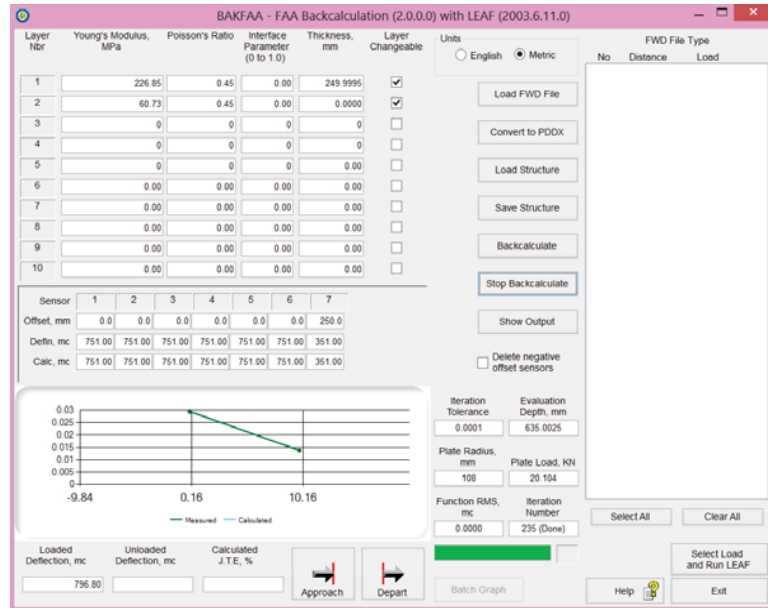 BAKFAA - FAA Backcalculation (2.0.0.0) with LEAF (2003.6.11.0)
Layer Nbr Young's Modulus, MPa Poisson's Ratio Interface Parameter (0 to 1.0) Thickness, mm Layer Changeable
1 226.85 0.45 0.00 249.9995
2 60.73 0.45 0.00 0.0000
3 0 0 0 0
4 0 0 0 0
5 0 0 0 0.00
6 0.00 0.00 0.00 0.00
7 0.00 0.00 0.00 0.00
8 0.00 0.00 0.00 0.00
9 0.00 0.00 0.00 0.00
10 0.00 0.00 0.00 0.00
Sensor 1 2 3 4 5 6 7
Offset, mm 0.0 0.0 0.0 0.0 0.0 0.0 250.0
Defln, mc 751.00 751.00 751.00 751.00 751.00 751.00 351.00
Calc, mc 751.00 751.00 751.00 751.00 751.00 751.00 351.00
0.03
0.025
0.02
0.015
0.01
0.005
0
-9.84 0.16 10.16
Measured Calculated
Loaded Deflection, mc Unloaded Deflection, mc Calculated J.T.E, %
796.80
Approach
Depart
Units
English Metric
Load FWD File
Convert to PDDX
Load Structure
Save Structure
Backcalculate
Stop Backcalculate
Show Output
Delete negative
offset sensors
Iteration Tolerance Evaluation Depth, mm
0.0001 635.0025
Plate Radius, mm Plate Load, KN
108 20.104
Function RMS, mc Iteration Number
0.0000 235 (Done)
Batch Graph
FWD File Type
No Distance Load
Select All Clear All
Select Load
and Run LEAF
Help Exit